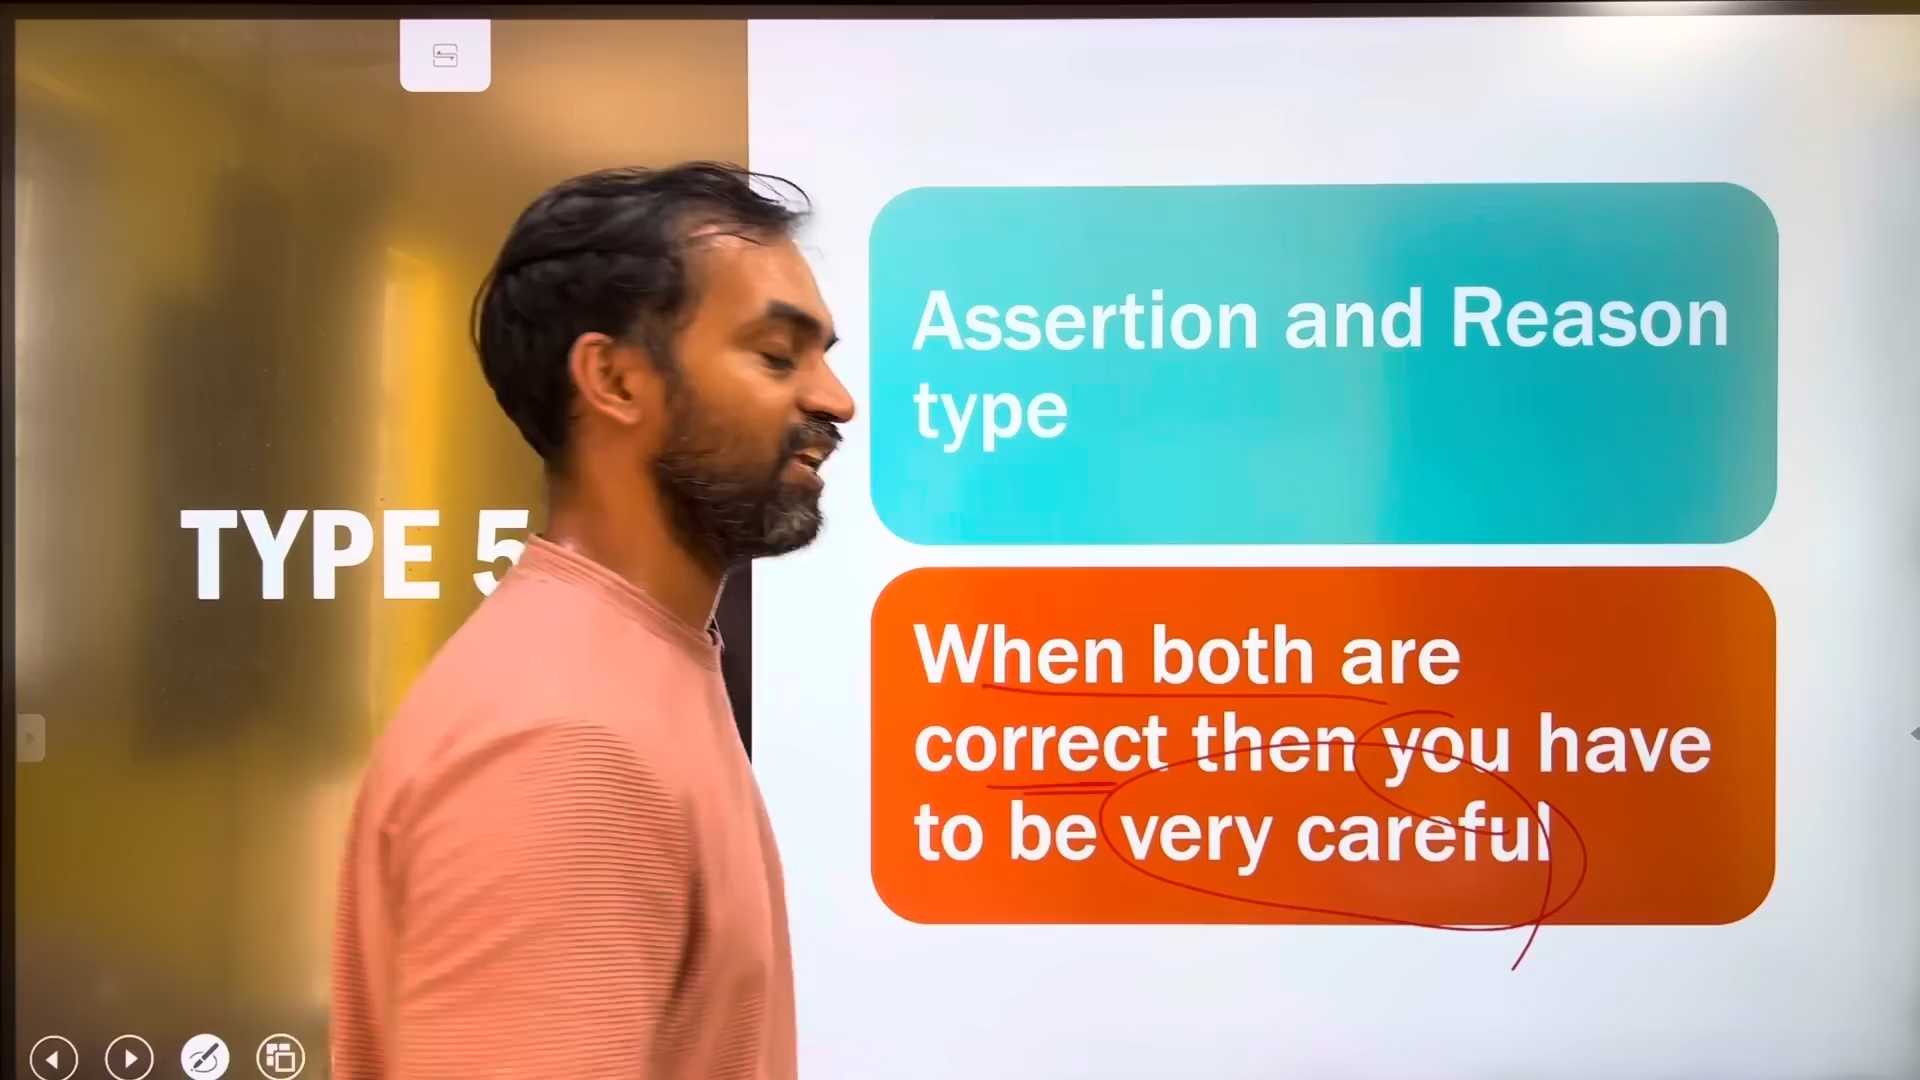 TYPE 5
Assertion and Reason
type
When both are
correct then you have
to be very careful